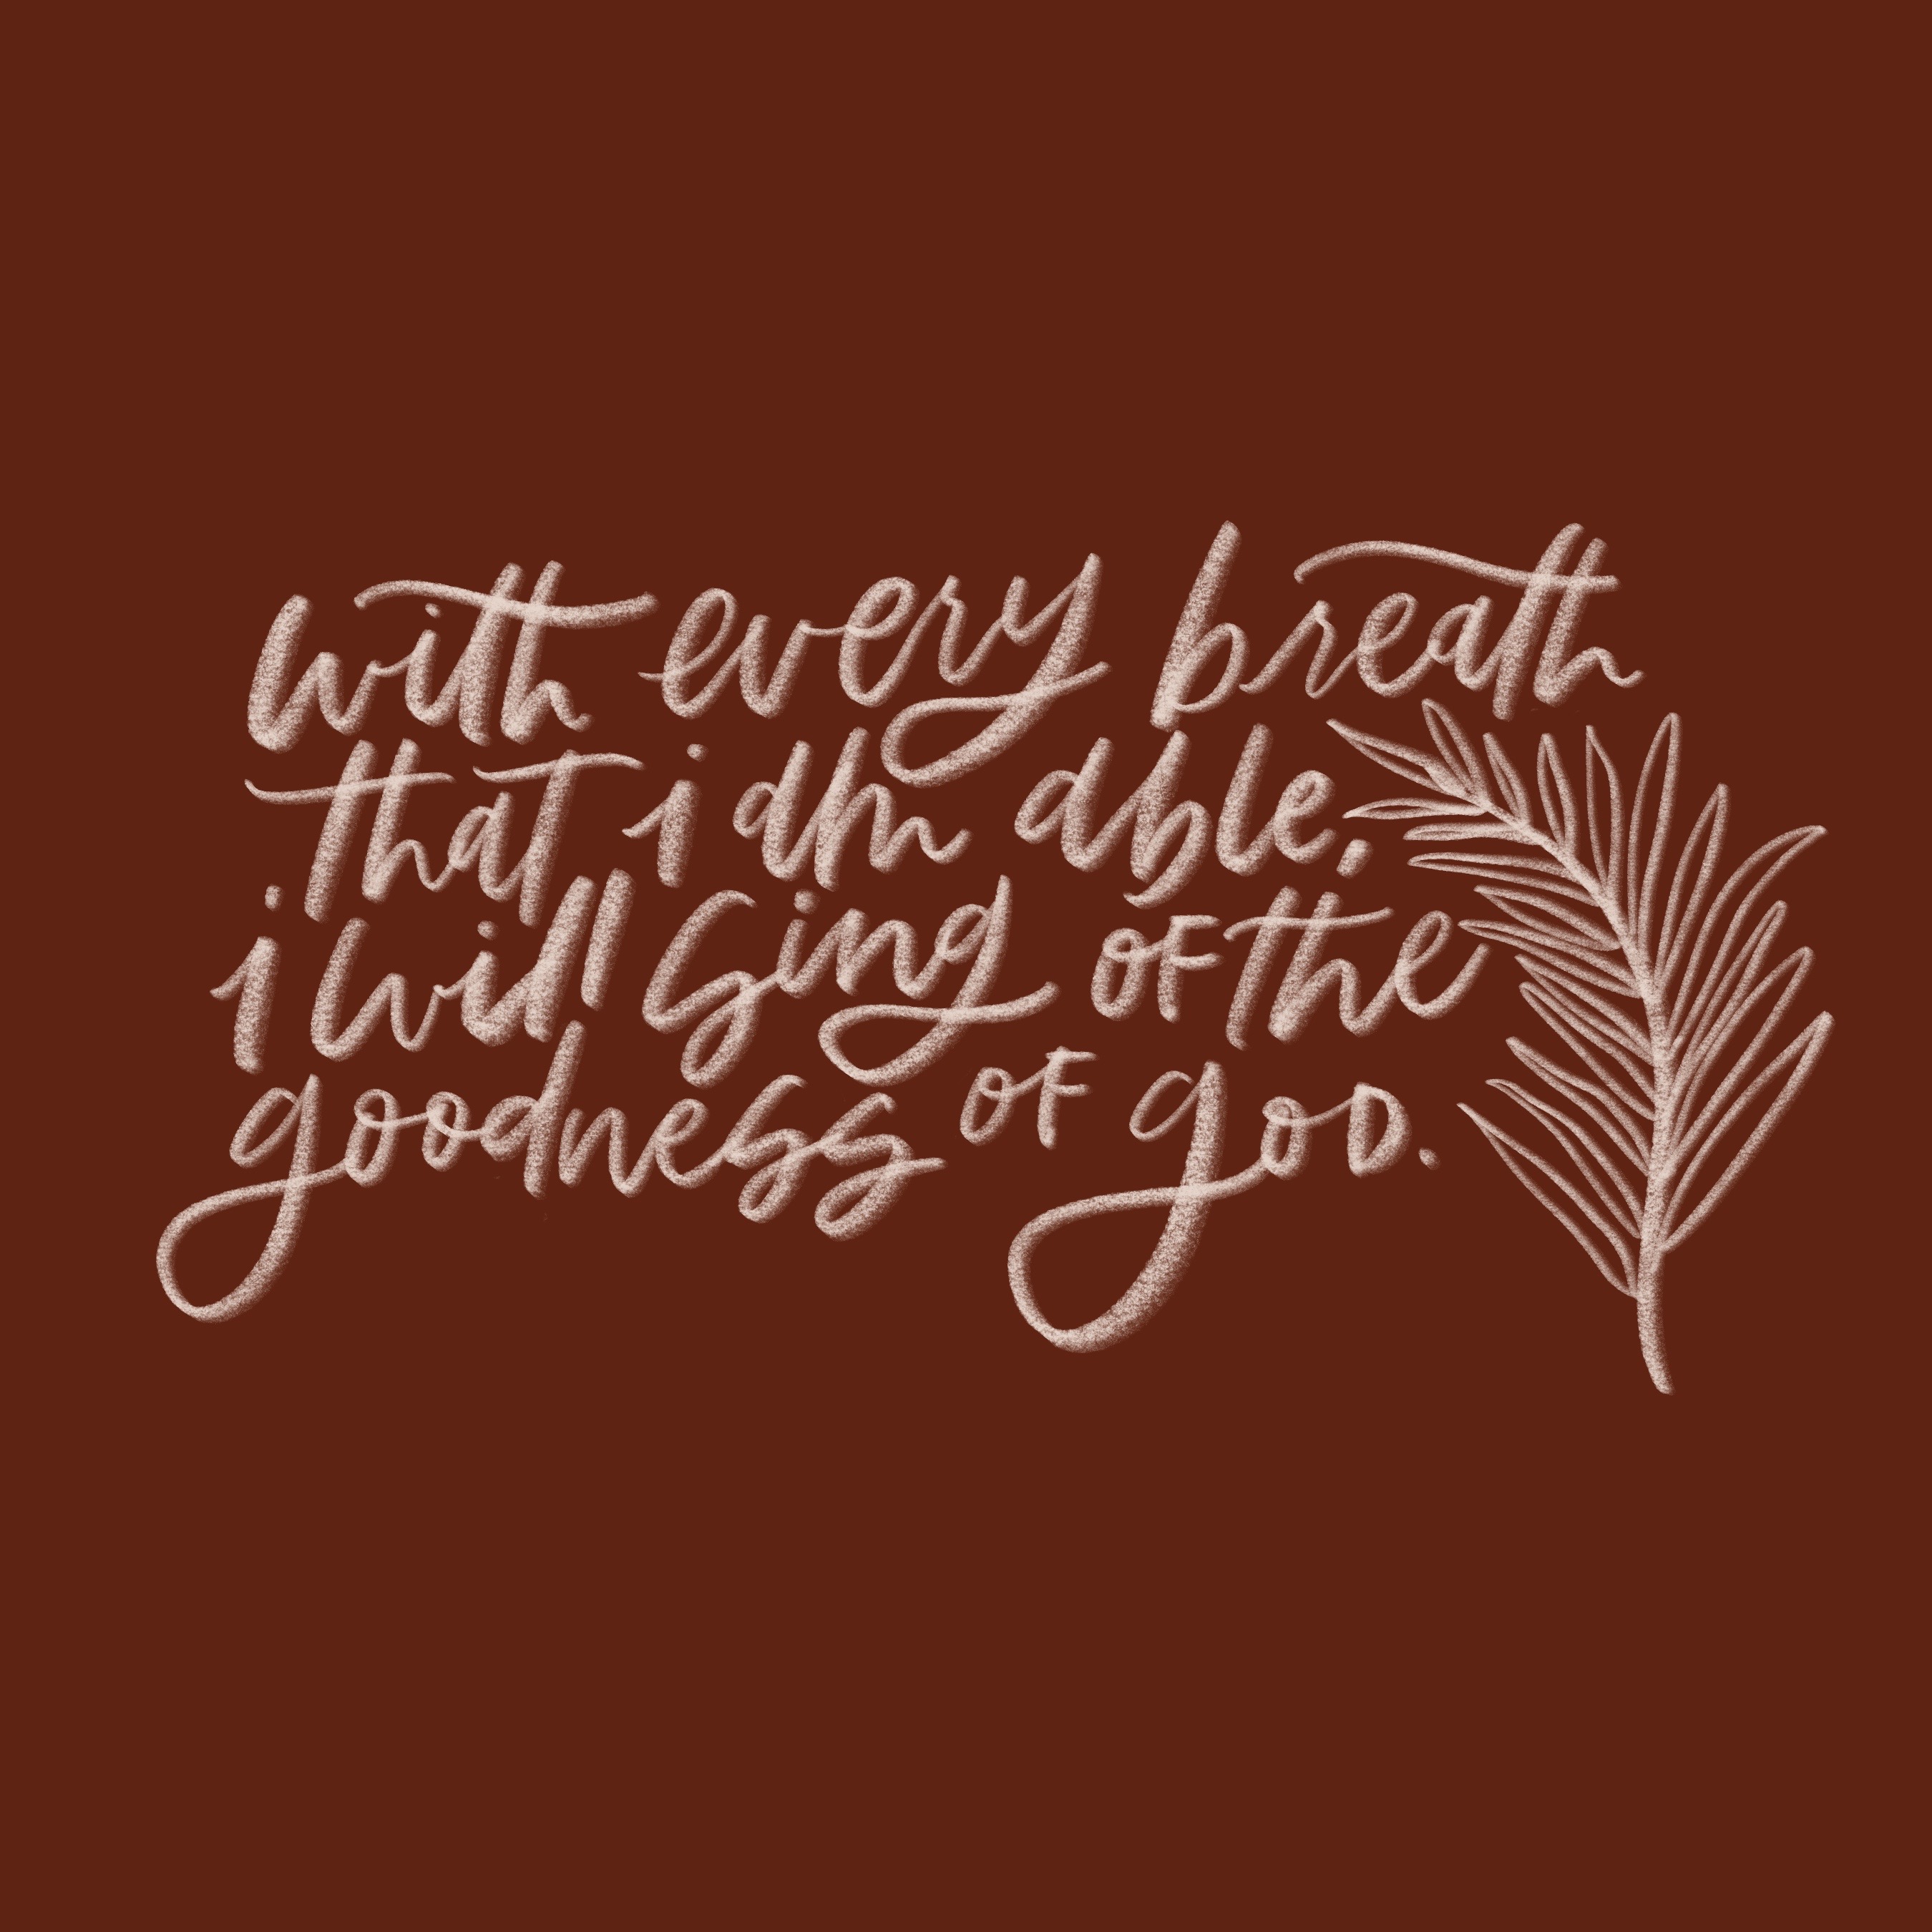 with every breath
that i am able,
i will sing of the
goodness of god.